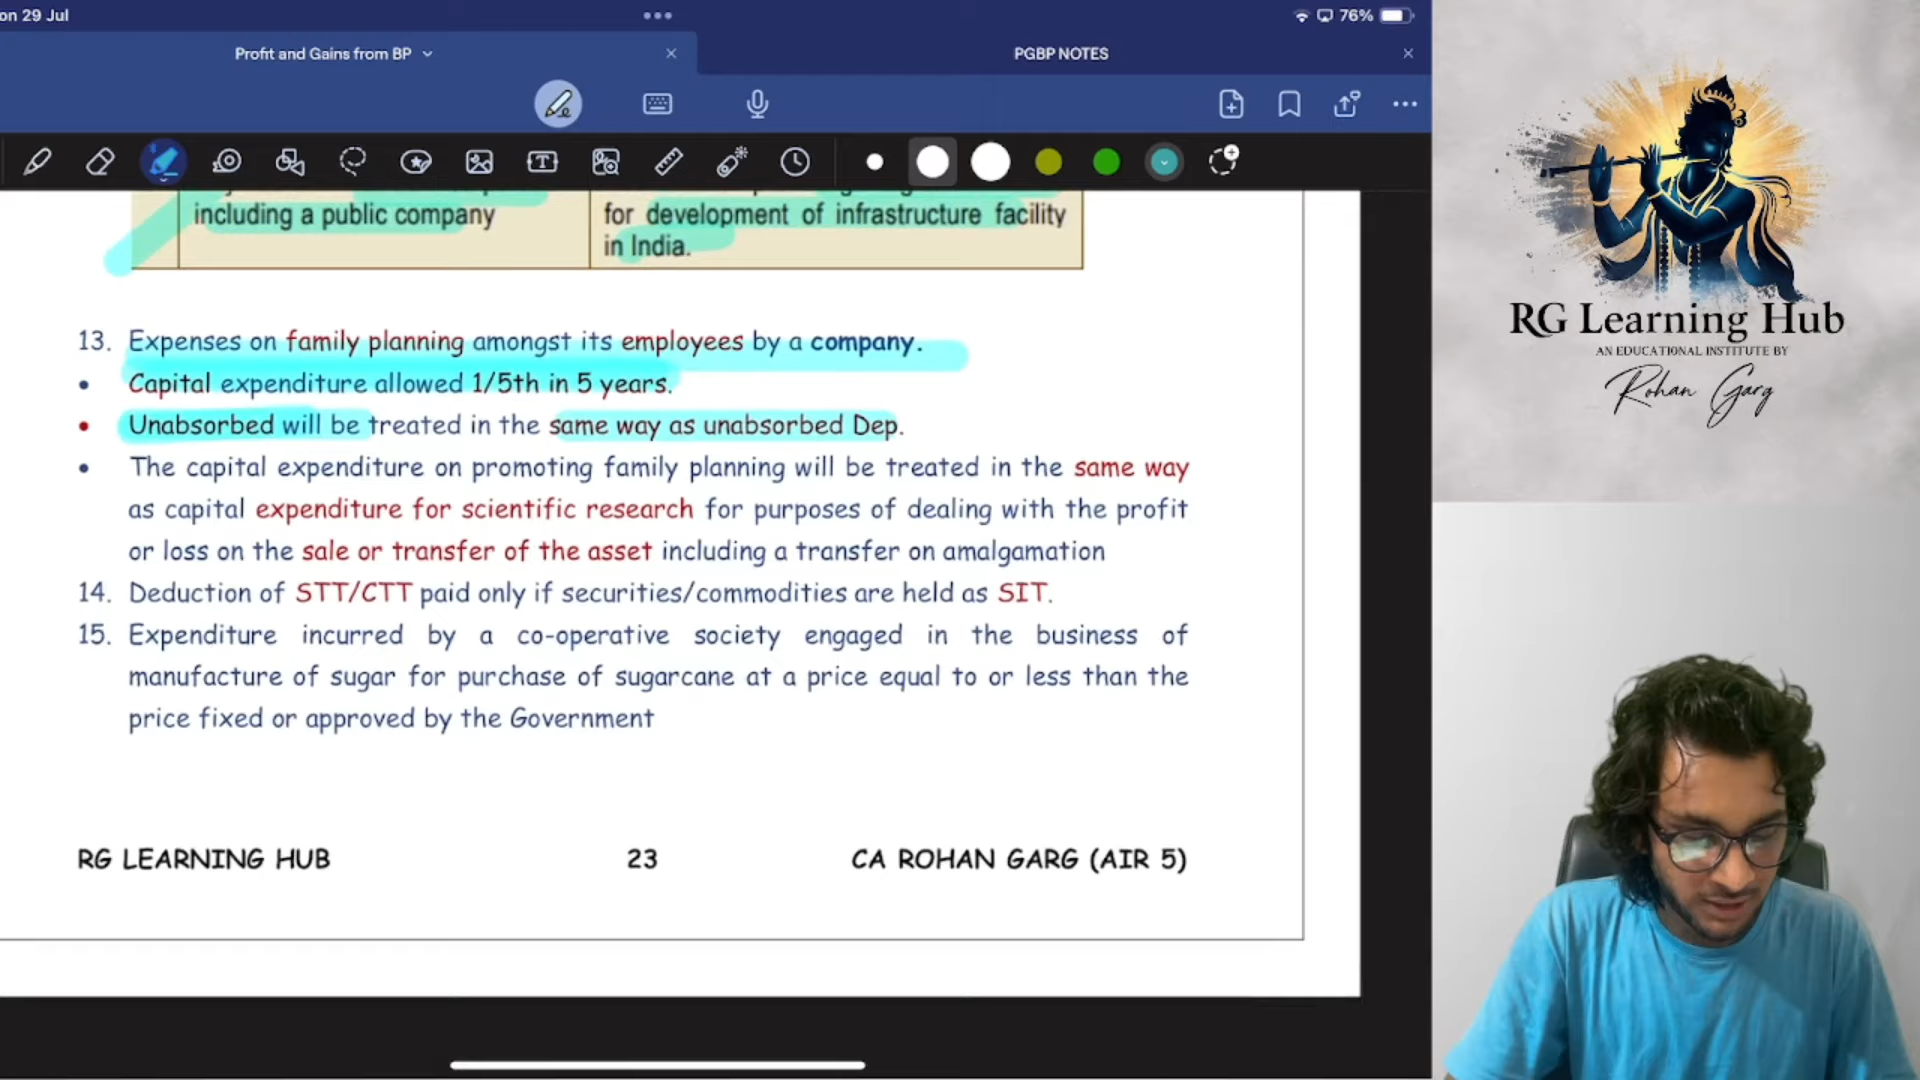 on 29 Jul
76%
Profit and Gains from BP
PGBP NOTES
including a public company
for development of infrastructure facility
in India.
13. Expenses on family planning amongst its employees by a company.
• Capital expenditure allowed 1/5th in 5 years.
• Unabsorbed will be treated in the same way as unabsorbed Dep.
• The capital expenditure on promoting family planning will be treated in the same way
as capital expenditure for scientific research for purposes of dealing with the profit
or loss on the sale or transfer of the asset including a transfer on amalgamation
14. Deduction of STT/CTT paid only if securities/commodities are held as SIT.
15. Expenditure incurred by a co-operative society engaged in the business of
manufacture of sugar for purchase of sugarcane at a price equal to or less than the
price fixed or approved by the Government
RG LEARNING HUB 23 CA ROHAN GARG (AIR 5)
RG Learning Hub
AN EDUCATIONAL INSTITUTE BY
Rohan Garg